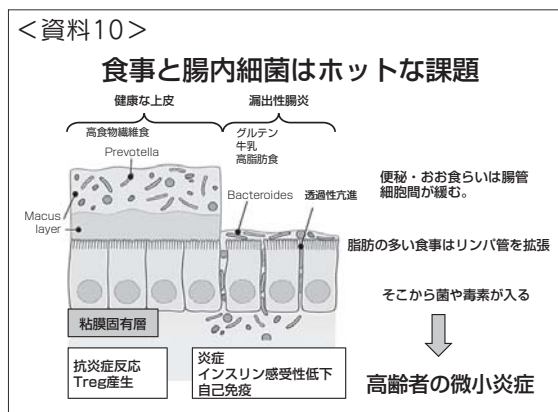 <資料10>
食事と腸内細菌はホットな課題
健康な上皮
漏出性腸炎
高食物繊維食
グルテン
牛乳
高脂肪食
Prevotella
Bacteroides
透過性亢進
Macus
layer
粘膜固有層
抗炎症反応
Treg産生
炎症
インスリン感受性低下
自己免疫
便秘・おお食らいは腸管
細胞間が緩む。
脂肪の多い食事はリンパ管を拡張
そこから菌や毒素が入る
高齢者の微小炎症